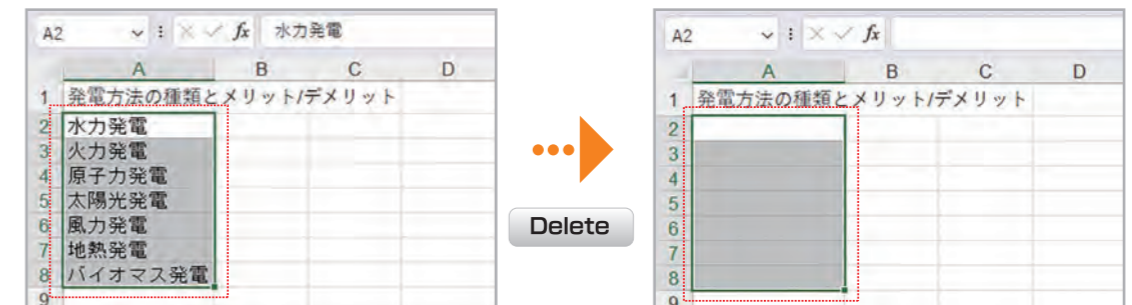 A2 fx 水力発電
A B C D
1 発電方法の種類とメリット/デメリット
2 水力発電
3 火力発電
4 原子力発電
5 太陽光発電
6 風力発電
7 地熱発電
8 バイオマス発電
9
Delete
A2 fx
A B C D
1 発電方法の種類とメリット/デメリット
2
3
4
5
6
7
8
9